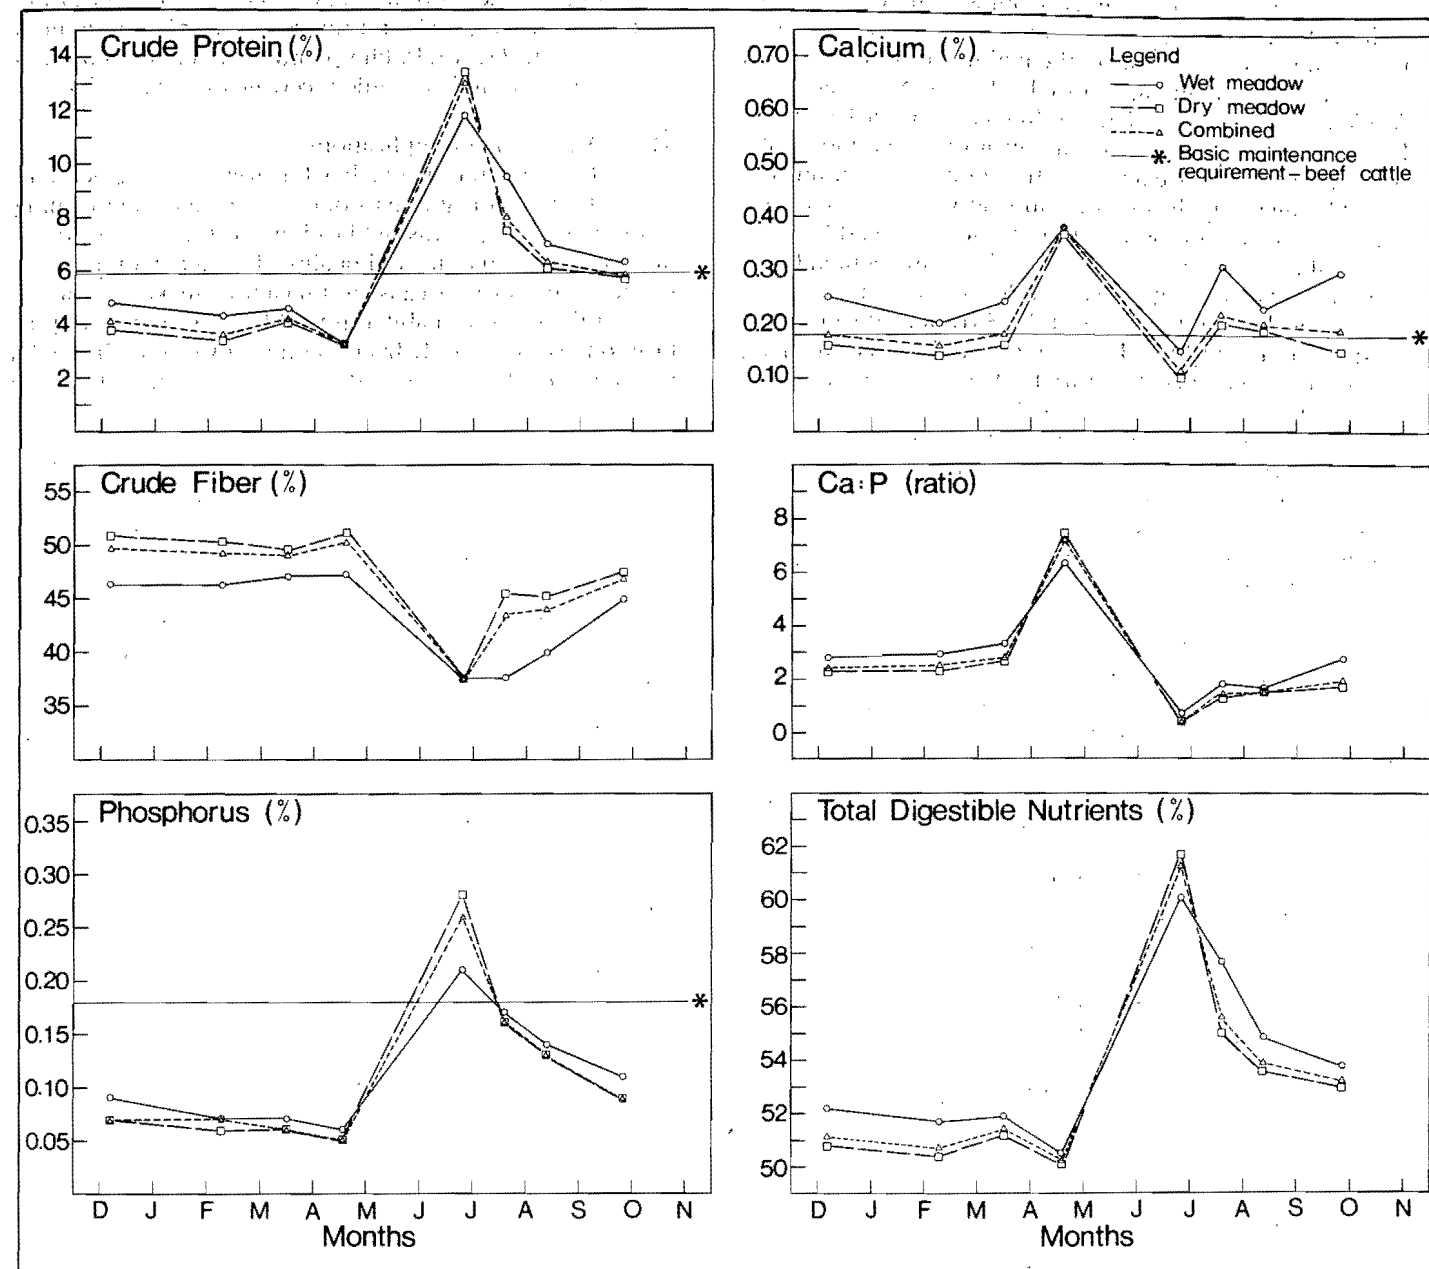 Crude Protein (%)
14
12
10
8
6
4
2
*
Calcium (%)
0.70
0.60
0.50
0.40
0.30
0.20
0.10
*
Legend
Wet meadow
Dry meadow
Combined
*. Basic maintenance
requirement – beef cattle
Crude Fiber (%)
55
50
45
40
35
Ca:P (ratio)
8
6
4
2
0
Phosphorus (%)
0.35
0.30
0.25
0.20
0.15
0.10
0.05
*
D J F M A M J J A S O N
Months
Total Digestible Nutrients (%)
62
60
58
56
54
52
50
D J F M A M J J A S O N
Months